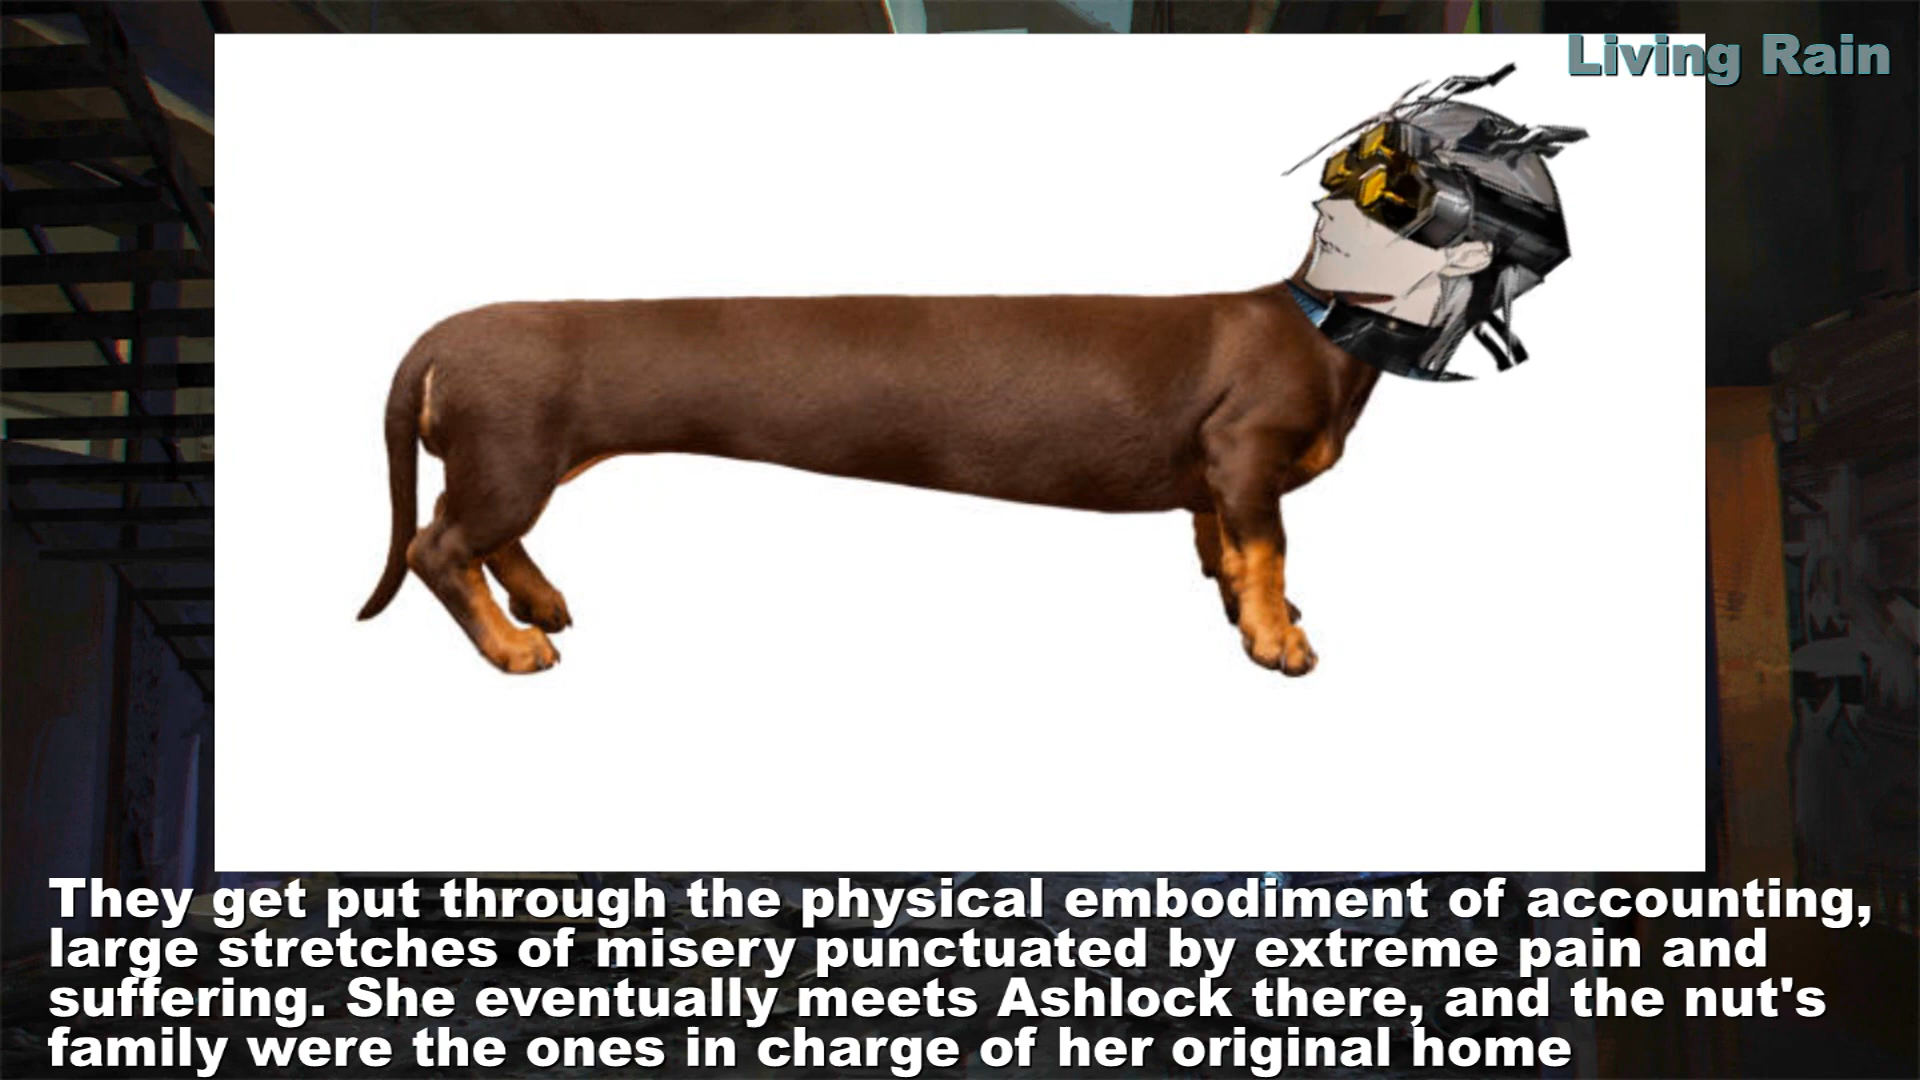 Living Rain
They get put through the physical embodiment of accounting,
large stretches of misery punctuated by extreme pain and
suffering. She eventually meets Ashlock there, and the nut's
family were the ones in charge of her original home